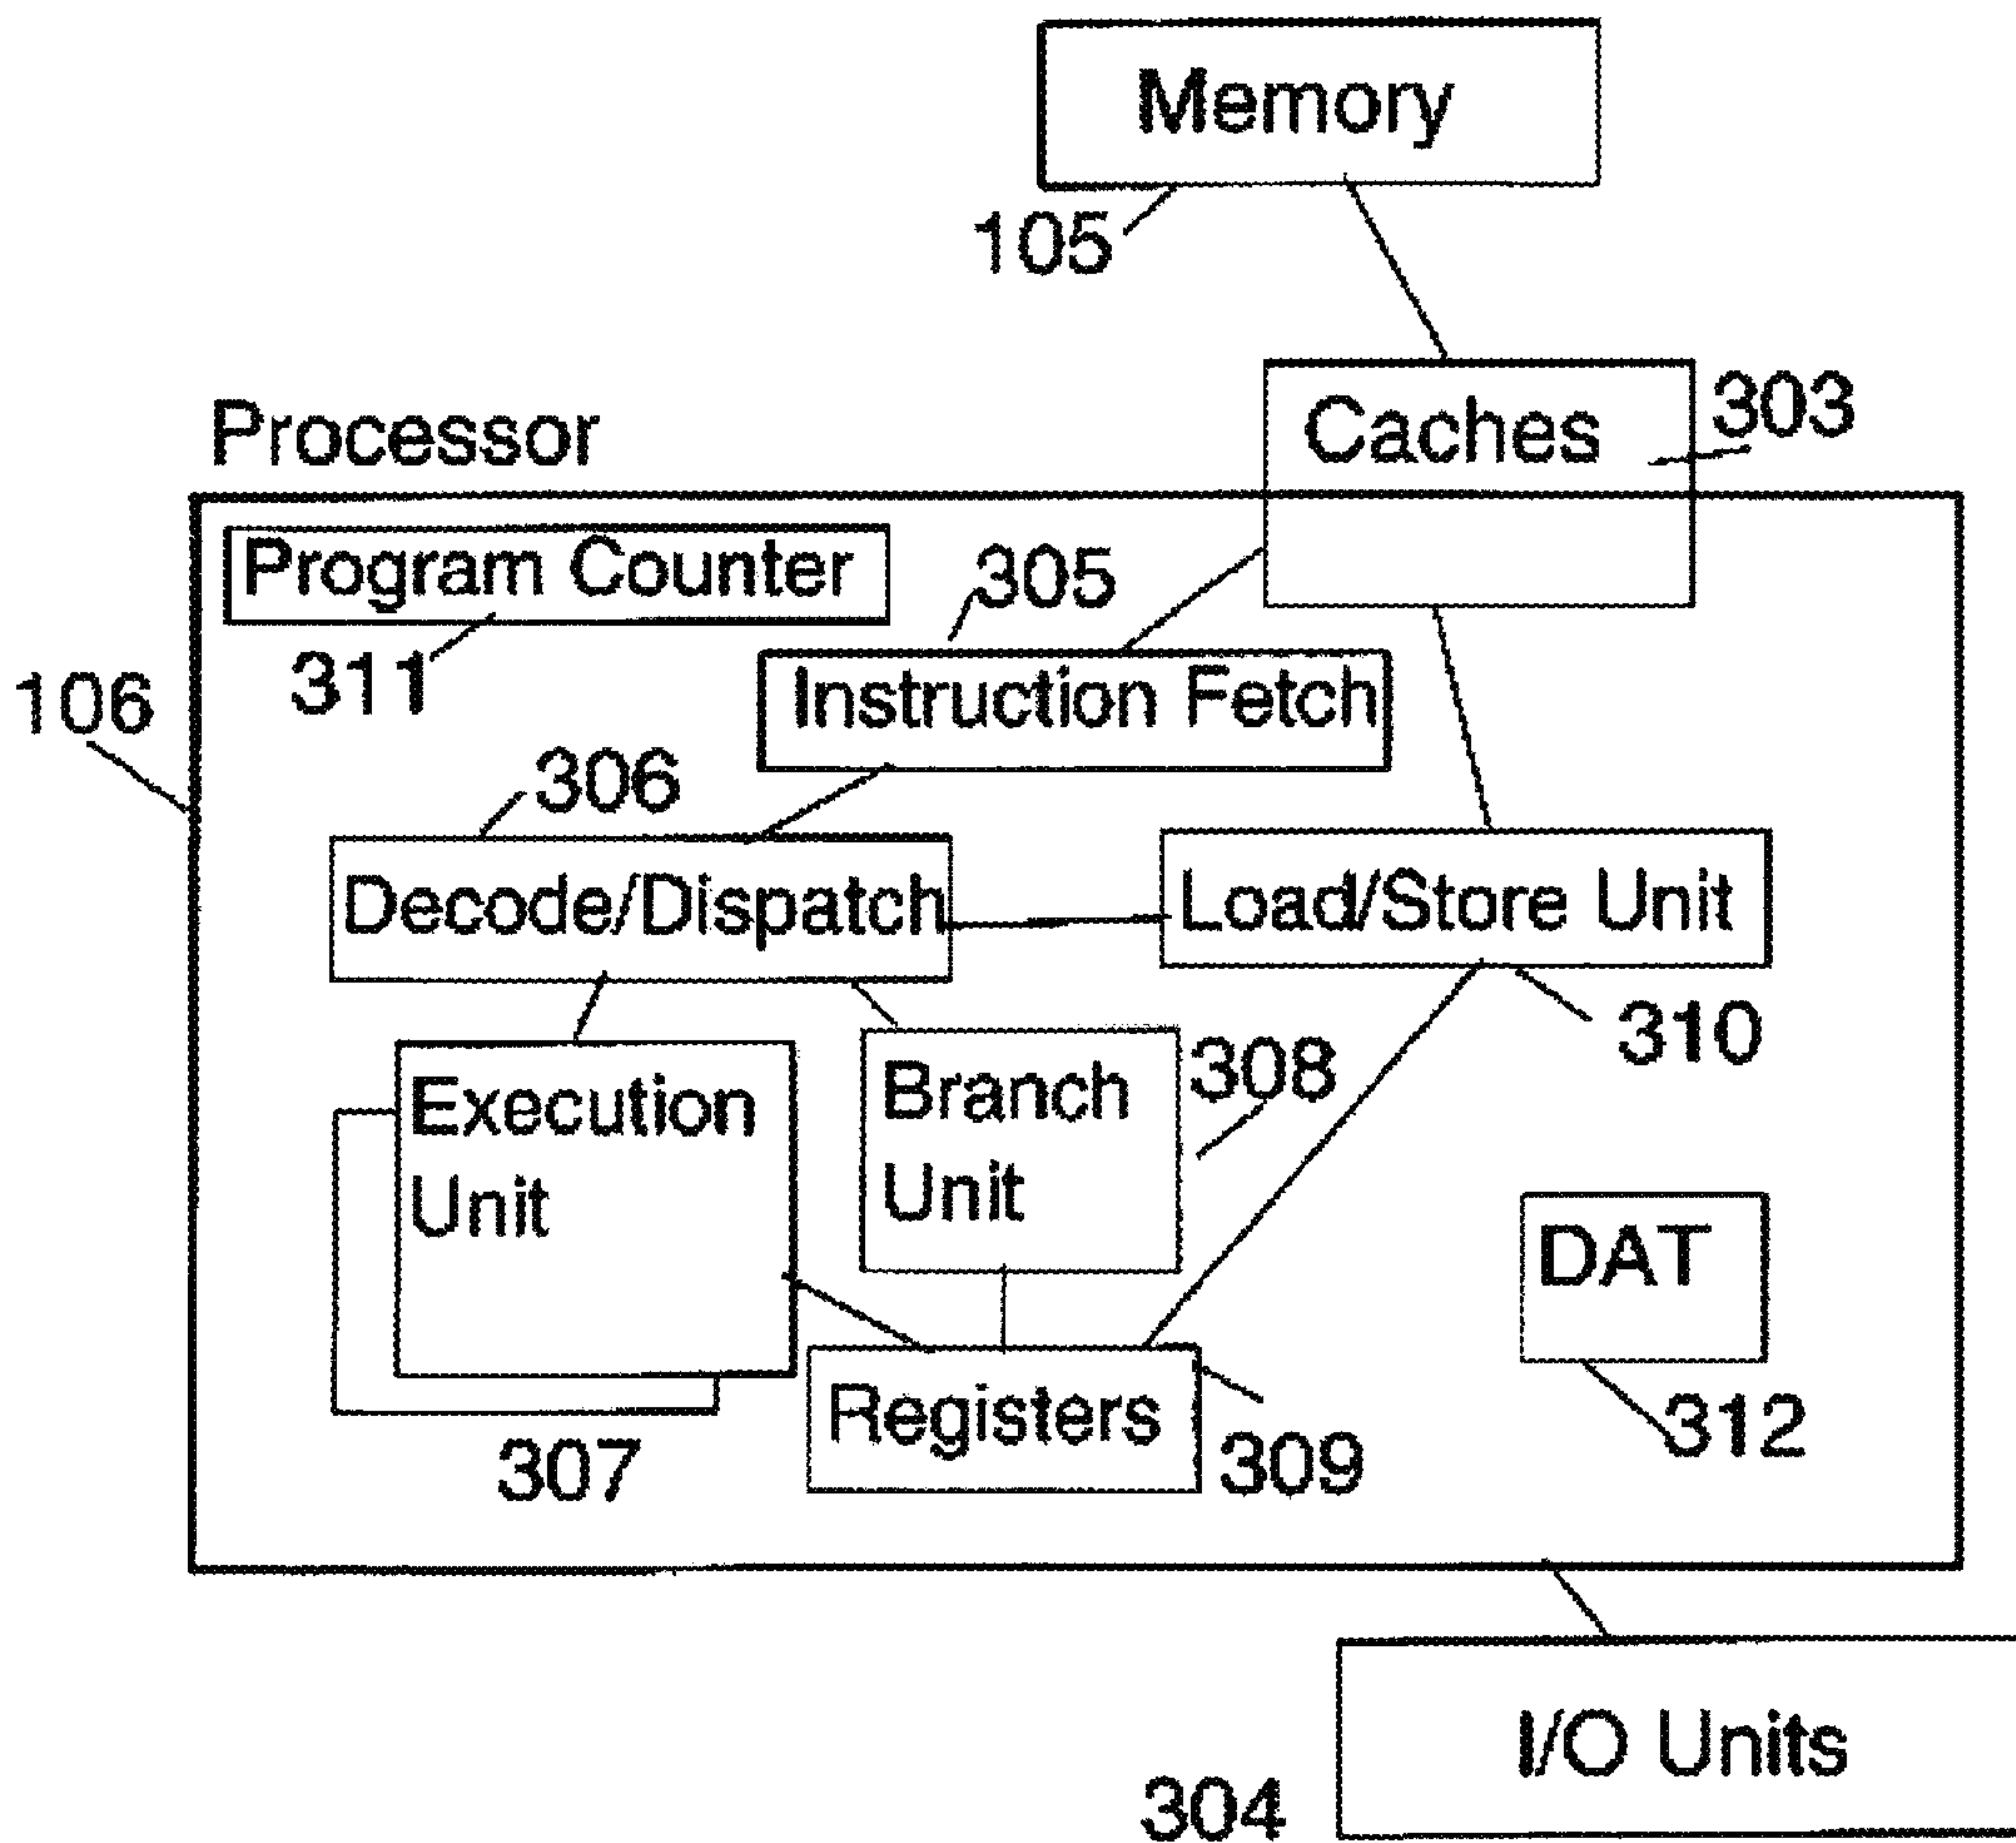 Memory
105
Caches
303
Processor
Program Counter
305
311
Instruction Fetch
106
306
Decode/Dispatch
Load/Store Unit
310
Execution
Unit
Branch
Unit
308
DAT
Registers
307
309
312
I/O Units
304